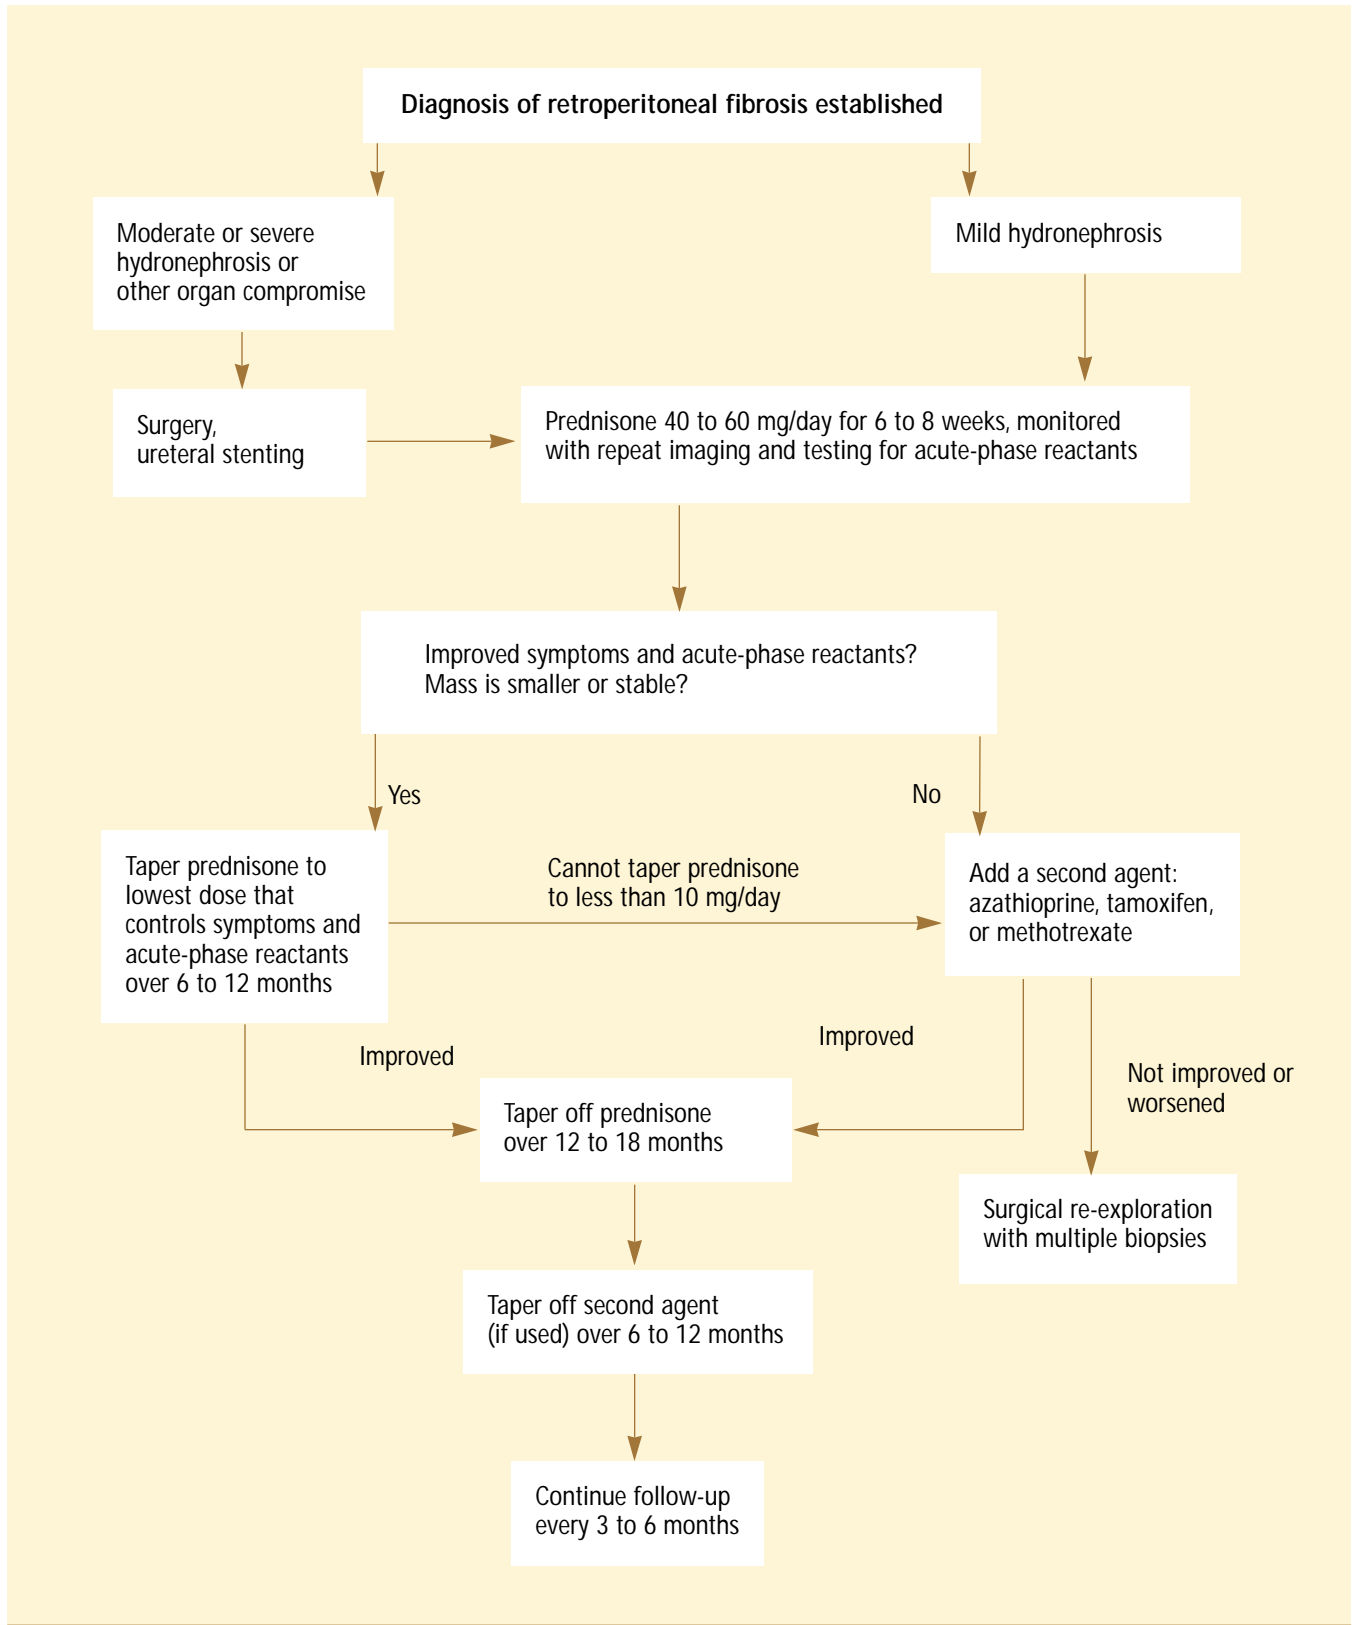 Diagnosis of retroperitoneal fibrosis established
Moderate or severe
hydronephrosis or
other organ compromise
Mild hydronephrosis
Surgery,
ureteral stenting
Prednisone 40 to 60 mg/day for 6 to 8 weeks, monitored
with repeat imaging and testing for acute-phase reactants
Improved symptoms and acute-phase reactants?
Mass is smaller or stable?
Yes
No
Taper prednisone to
lowest dose that
controls symptoms and
acute-phase reactants
over 6 to 12 months
Cannot taper prednisone
to less than 10 mg/day
Add a second agent:
azathioprine, tamoxifen,
or methotrexate
Improved
Improved
Not improved or
worsened
Taper off prednisone
over 12 to 18 months
Surgical re-exploration
with multiple biopsies
Taper off second agent
(if used) over 6 to 12 months
Continue follow-up
every 3 to 6 months